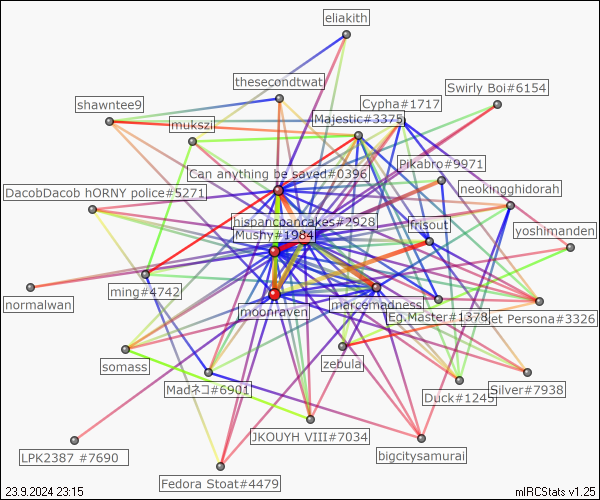 eliakith
thesecondtwat
Swirly Boi#6154
shawntee9
Cypha#1717
Majestic#3375
mukszi
Pikabro#9971
Can anything be saved#0396
DacobDacob hORNY police#5271
neokingghidorah
hispanicpancakes#2928
frisout
yoshimanden
Mushy#1984
ming#4742
normalwan
marcemadness
moonraven
Eg.Master#1378
et Persona#3326
somass
zebula
Madネコ#6901
Duck#1245
Silver#7938
JKOUYH VIII#7034
LPK2387 #7690
bigcitysamurai
Fedora Stoat#4479
23.9.2024 23:15
mIRCStats v1.25